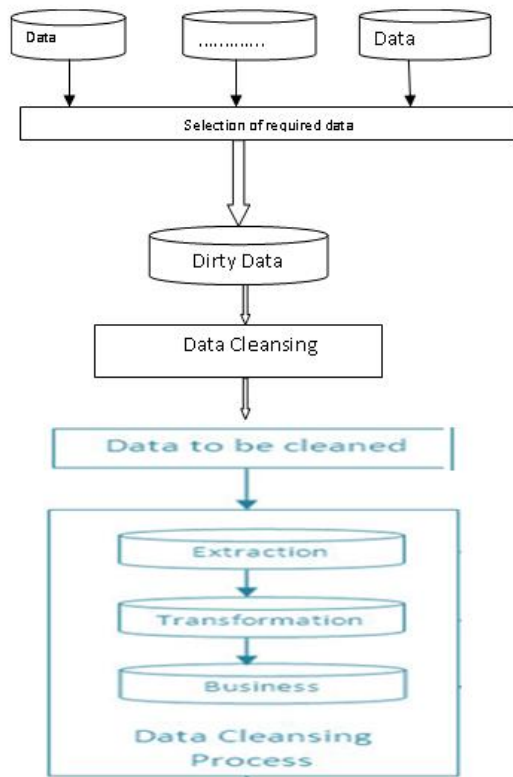 Data
............
Data
Selection of required data
Dirty Data
Data Cleansing
Data to be cleaned
Extraction
Transformation
Business
Data Cleansing
Process